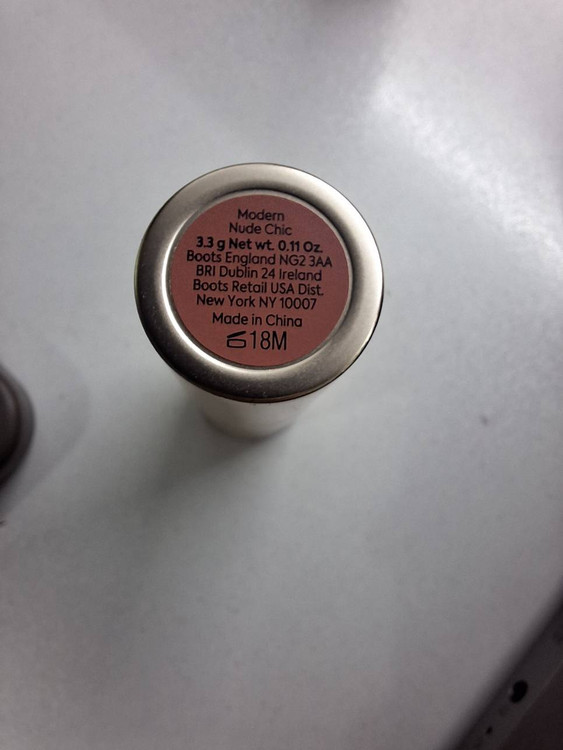 Modern
Nude Chic
3.3 g Net wt. 0.11 Oz.
Boots England NG2 3AA
BRI Dublin 24 Ireland
Boots Retail USA Dist.
New York NY 10007
Made in China
18M